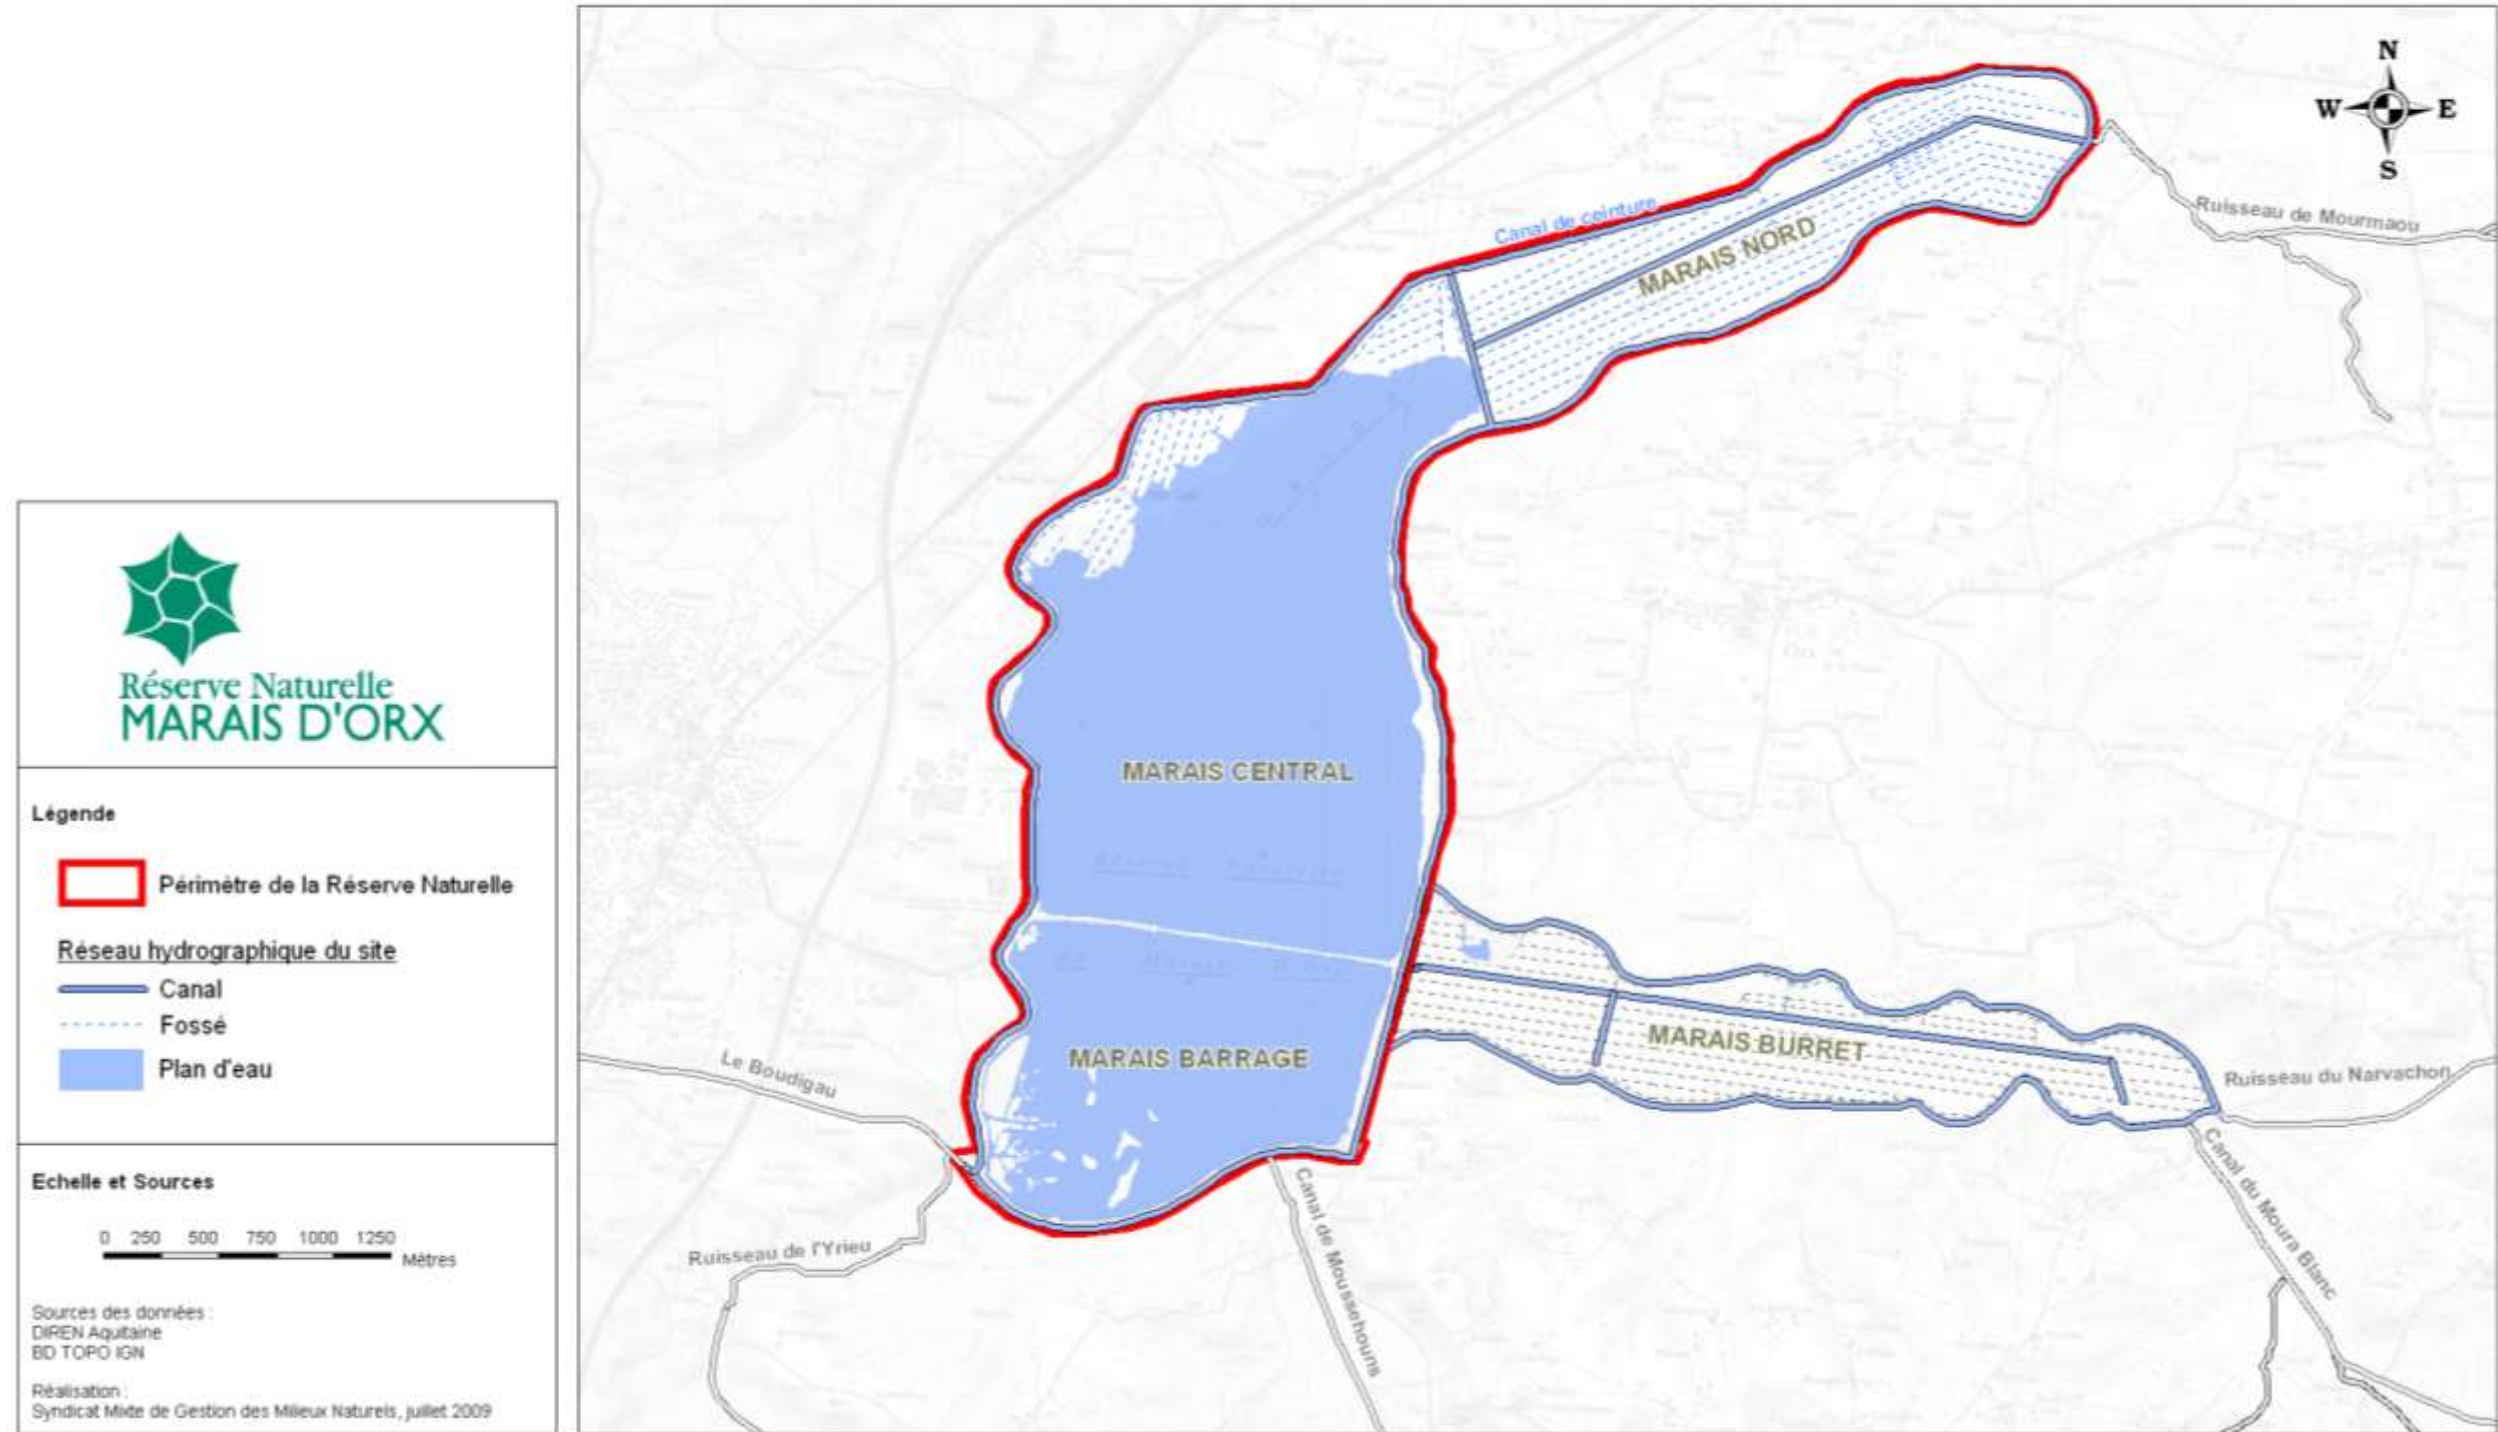 Réserve Naturelle
MARAIS D'ORX
Légende
Périmètre de la Réserve Naturelle
Réseau hydrographique du site
Canal
Fossé
Plan d'eau
Echelle et Sources
0 250 500 750 1000 1250
Mètres
Sources des données :
DIREN Aquitaine
BD TOPO IGN
Réalisation :
Syndicat Mixte de Gestion des Milieux Naturels, juillet 2009
N
W E
S
Canal de ceinture
MARAIS NORD
Ruisseau de Mourmaou
MARAIS CENTRAL
Réserve Naturelle
MARAIS BARRAGE
MARAIS BURRET
Le Boudigau
Ruisseau du Narvachon
Ruisseau de l'Yrieu
Canal de Moussehouns
Canal du Moura Blanc